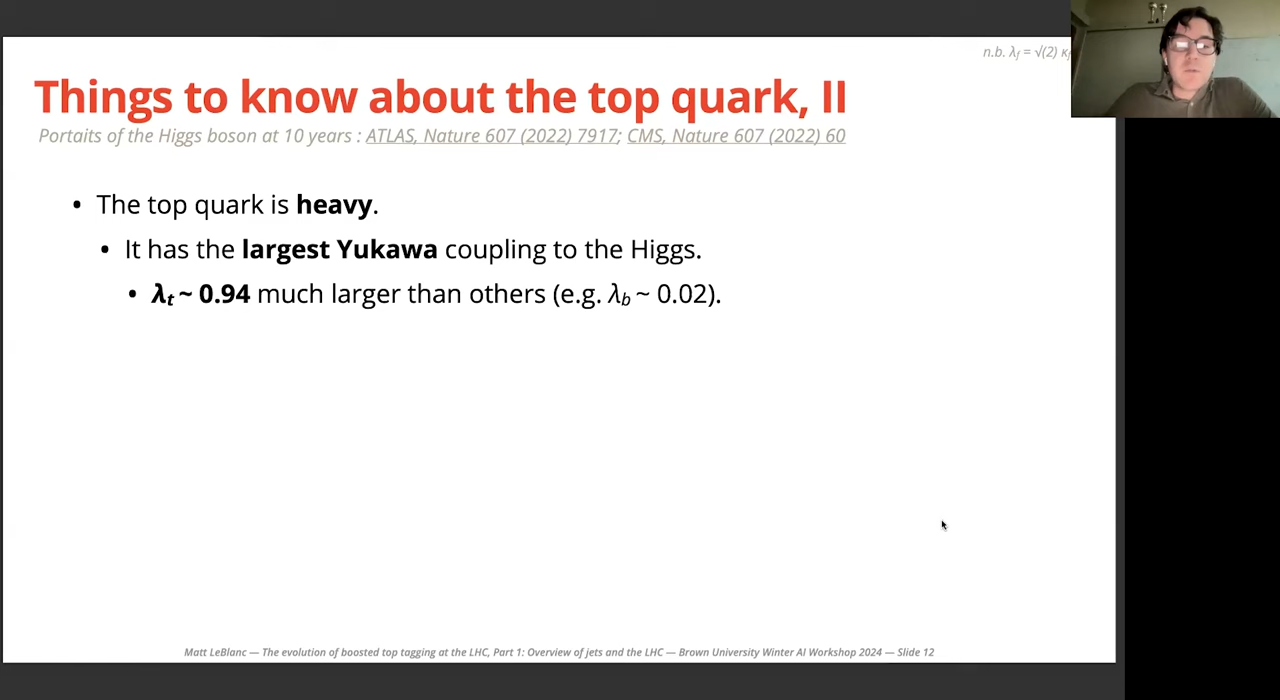 n.b. λf = √(2) κf
Things to know about the top quark, II
Portaits of the Higgs boson at 10 years : ATLAS, Nature 607 (2022) 7917; CMS, Nature 607 (2022) 60
• The top quark is heavy.
• It has the largest Yukawa coupling to the Higgs.
• λt ~ 0.94 much larger than others (e.g. λb ~ 0.02).
Matt LeBlanc — The evolution of boosted top tagging at the LHC, Part 1: Overview of jets and the LHC — Brown University Winter AI Workshop 2024 — Slide 12